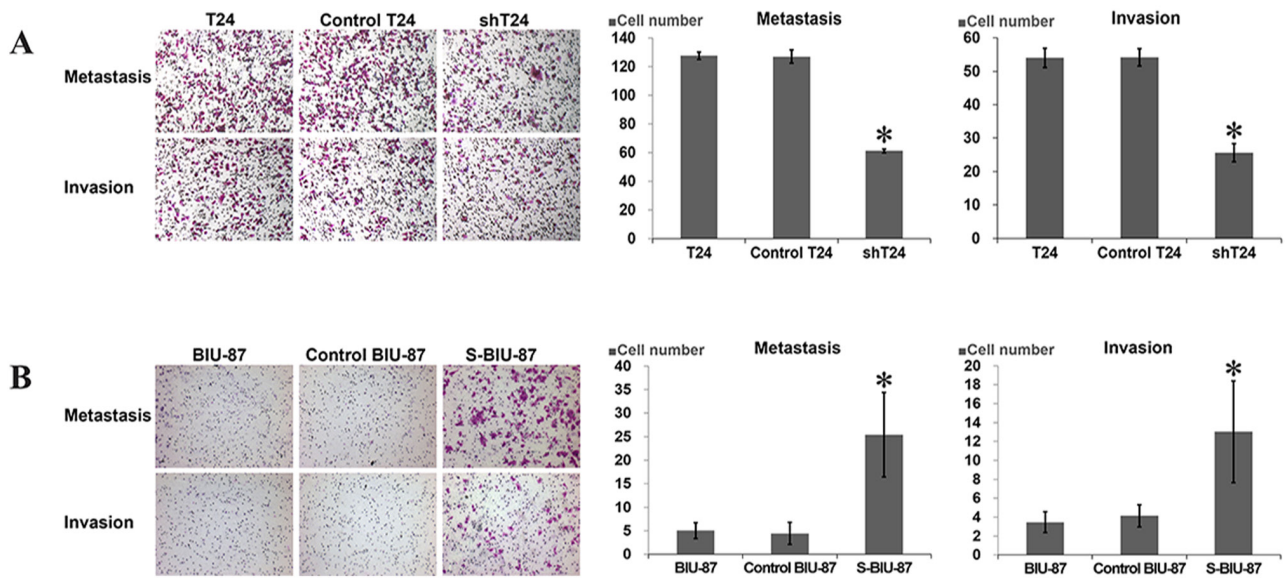 A
T24 Control T24 shT24
Metastasis
Invasion
Cell number Metastasis
140
120
100
80
60
40
20
0
*
T24 Control T24 shT24
Cell number Invasion
60
50
40
30
20
10
0
*
T24 Control T24 shT24
B
BIU-87 Control BIU-87 S-BIU-87
Metastasis
Invasion
Cell number Metastasis
40
35
30
25
20
15
10
5
0
*
BIU-87 Control BIU-87 S-BIU-87
Cell number Invasion
20
18
16
14
12
10
8
6
4
2
0
*
BIU-87 Control BIU-87 S-BIU-87